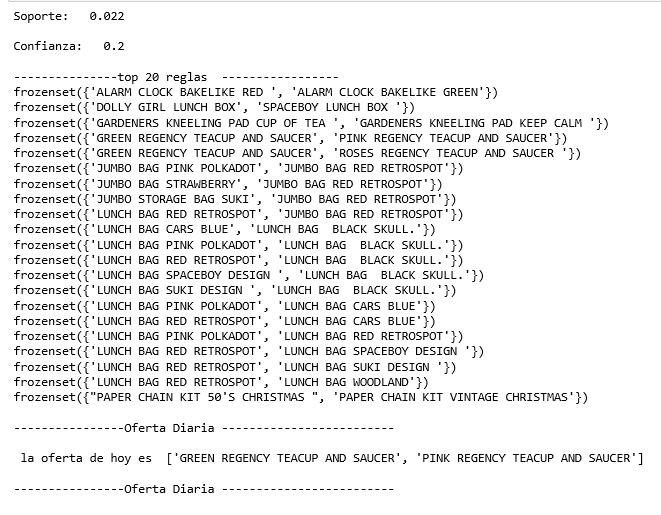 Soporte:   0.022
Confianza:   0.2
---------------top 20 reglas  -----------------
frozenset({'ALARM CLOCK BAKELIKE RED ', 'ALARM CLOCK BAKELIKE GREEN'})
frozenset({'DOLLY GIRL LUNCH BOX', 'SPACEBOY LUNCH BOX '})
frozenset({'GARDENERS KNEELING PAD CUP OF TEA ', 'GARDENERS KNEELING PAD KEEP CALM '})
frozenset({'GREEN REGENCY TEACUP AND SAUCER', 'PINK REGENCY TEACUP AND SAUCER'})
frozenset({'GREEN REGENCY TEACUP AND SAUCER', 'ROSES REGENCY TEACUP AND SAUCER '})
frozenset({'JUMBO BAG PINK POLKADOT', 'JUMBO BAG RED RETROSPOT'})
frozenset({'JUMBO BAG STRAWBERRY', 'JUMBO BAG RED RETROSPOT'})
frozenset({'JUMBO STORAGE BAG SUKI', 'JUMBO BAG RED RETROSPOT'})
frozenset({'LUNCH BAG RED RETROSPOT', 'JUMBO BAG RED RETROSPOT'})
frozenset({'LUNCH BAG CARS BLUE', 'LUNCH BAG  BLACK SKULL.'})
frozenset({'LUNCH BAG PINK POLKADOT', 'LUNCH BAG  BLACK SKULL.'})
frozenset({'LUNCH BAG RED RETROSPOT', 'LUNCH BAG  BLACK SKULL.'})
frozenset({'LUNCH BAG SPACEBOY DESIGN ', 'LUNCH BAG  BLACK SKULL.'})
frozenset({'LUNCH BAG SUKI DESIGN ', 'LUNCH BAG  BLACK SKULL.'})
frozenset({'LUNCH BAG PINK POLKADOT', 'LUNCH BAG CARS BLUE'})
frozenset({'LUNCH BAG RED RETROSPOT', 'LUNCH BAG CARS BLUE'})
frozenset({'LUNCH BAG PINK POLKADOT', 'LUNCH BAG RED RETROSPOT'})
frozenset({'LUNCH BAG RED RETROSPOT', 'LUNCH BAG SPACEBOY DESIGN '})
frozenset({'LUNCH BAG RED RETROSPOT', 'LUNCH BAG SUKI DESIGN '})
frozenset({'LUNCH BAG RED RETROSPOT', 'LUNCH BAG WOODLAND'})
frozenset({"PAPER CHAIN KIT 50'S CHRISTMAS ", 'PAPER CHAIN KIT VINTAGE CHRISTMAS'})
----------------Oferta Diaria -------------------------
la oferta de hoy es  ['GREEN REGENCY TEACUP AND SAUCER', 'PINK REGENCY TEACUP AND SAUCER']
----------------Oferta Diaria -------------------------